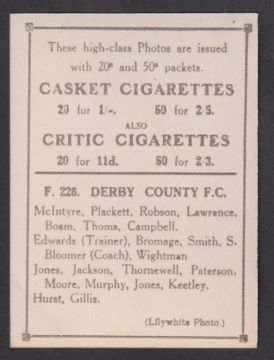 These high-class Photos are issued
with 20s and 50s packets.
CASKET CIGARETTES
20 for 1/-. 50 for 2/5.
ALSO
CRITIC CIGARETTES
20 for 11d. 50 for 2/3.
F. 226. DERBY COUNTY F.C.
McIntyre, Plackett, Robson, Lawrence,
Boam, Thoms, Campbell.
Edwards (Trainer), Bromage, Smith, S.
Bloomer (Coach), Wightman
Jones, Jackson, Thornewell, Paterson,
Moore, Murphy, Jones, Keetley.
Hurst, Gillis.
(Lilywhite Photo.)